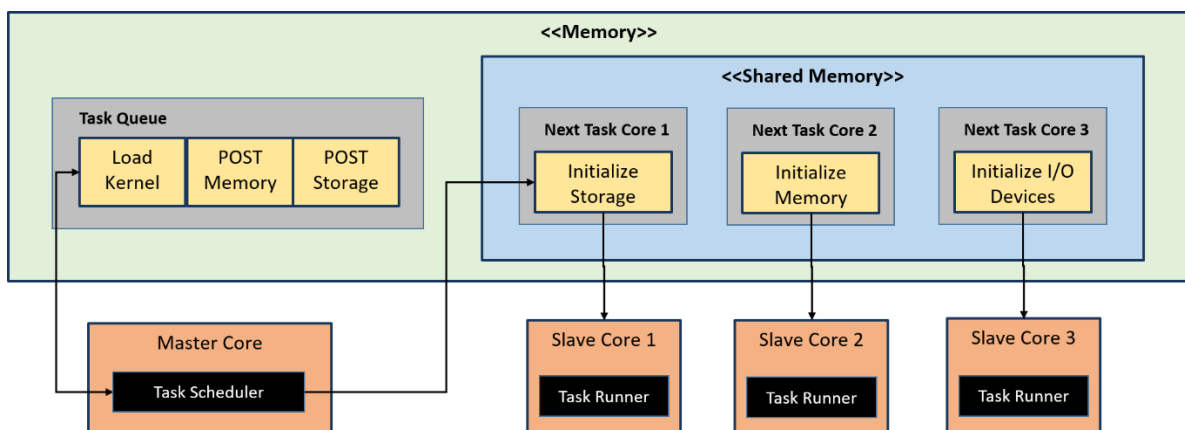 <<Memory>>
<<Shared Memory>>
Task Queue
Load
Kernel
POST
Memory
POST
Storage
Next Task Core 1
Initialize
Storage
Next Task Core 2
Initialize
Memory
Next Task Core 3
Initialize I/O
Devices
Master Core
Task Scheduler
Slave Core 1
Task Runner
Slave Core 2
Task Runner
Slave Core 3
Task Runner